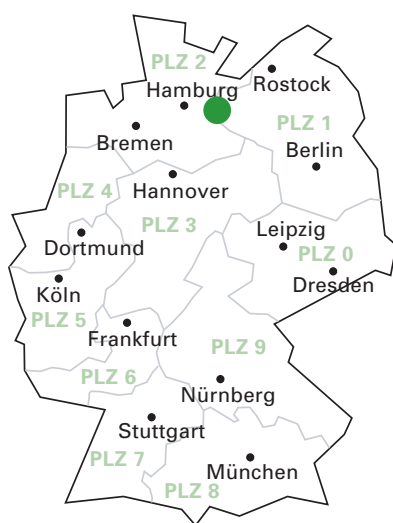 PLZ 2
Rostock
Hamburg
PLZ 1
Bremen
Berlin
PLZ 4
Hannover
PLZ 3
Leipzig
Dortmund
PLZ 0
Dresden
Köln
PLZ 5
Frankfurt
PLZ 9
PLZ 6
Nürnberg
Stuttgart
PLZ 7
München
PLZ 8